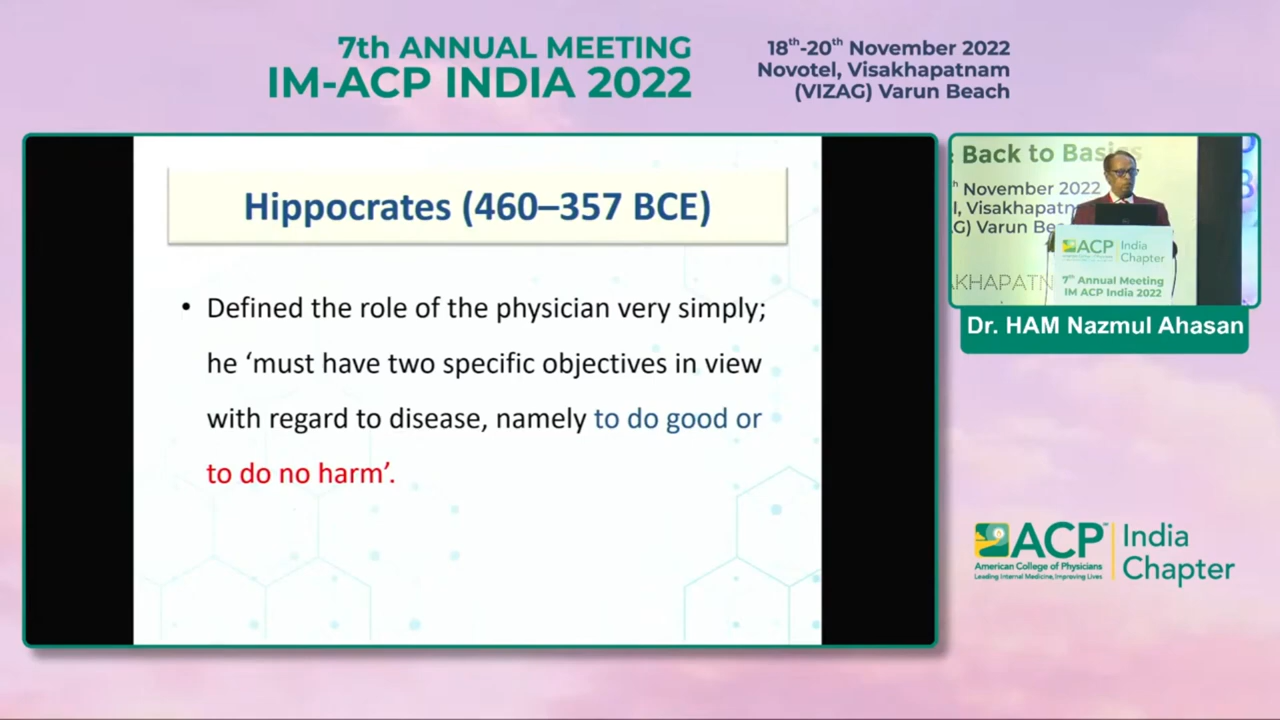 7th ANNUAL MEETING
IM-ACP INDIA 2022
18th-20th November 2022
Novotel, Visakhapatnam
(VIZAG) Varun Beach
Hippocrates (460–357 BCE)
• Defined the role of the physician very simply;
he ‘must have two specific objectives in view
with regard to disease, namely to do good or
to do no harm’.
Back to Basics
h November 2022
l, Visakhapatn
G) Varun Be
AKHAPATN
ACP India
Chapter
7th Annual Meeting
IM ACP India 2022
Dr. HAM Nazmul Ahasan
ACP™ India
American College of Physicians Chapter
Leading Internal Medicine, Improving Lives